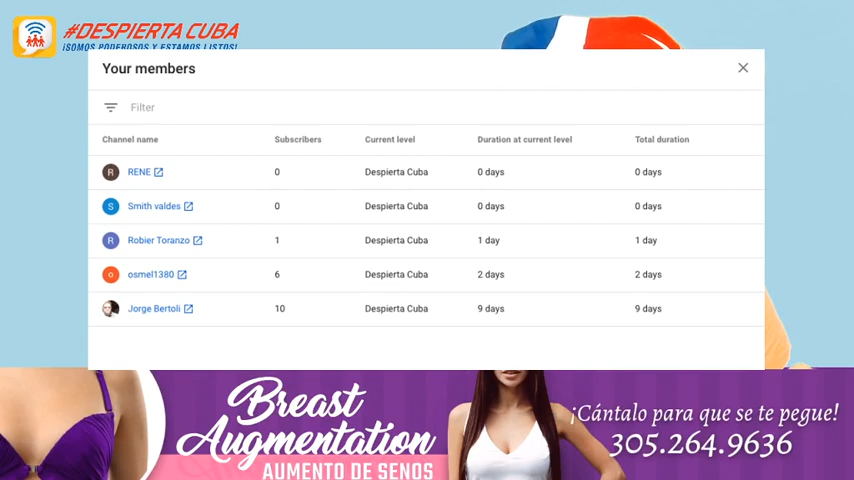 #DESPIERTA CUBA
¡SOMOS PODEROSOS Y ESTAMOS LISTOS!
Your members
Filter
Channel name Subscribers Current level Duration at current level Total duration
R RENE 0 Despierta Cuba 0 days 0 days
S Smith valdes 0 Despierta Cuba 0 days 0 days
R Robier Toranzo 1 Despierta Cuba 1 day 1 day
o osmel1380 6 Despierta Cuba 2 days 2 days
Jorge Bertoli 10 Despierta Cuba 9 days 9 days
Breast
Augmentation
AUMENTO DE SENOS
¡Cántalo para que se te pegue!
305.264.9636